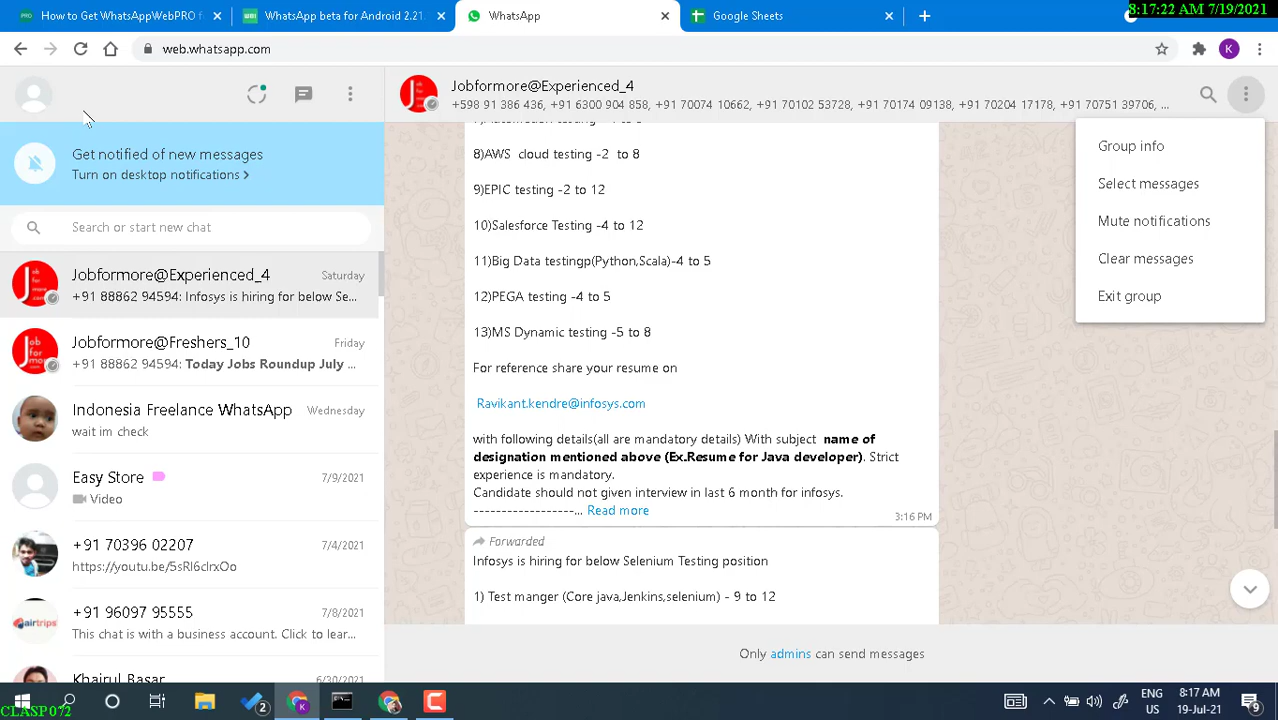 How to Get WhatsAppWebPRO f
WhatsApp beta for Android 2.21.
WhatsApp
Google Sheets
8:17:22 AM 7/19/2021
web.whatsapp.com
K
Jobformore@Experienced_4
+598 91 386 436, +91 6300 904 858, +91 70074 10662, +91 70102 53728, +91 70174 09138, +91 70204 17178, +91 70751 39706, ...
Get notified of new messages
Turn on desktop notifications >
Search or start new chat
Jobformore@Experienced_4
Saturday
+91 88862 94594: Infosys is hiring for below Se...
Jobformore@Freshers_10
Friday
+91 88862 94594: Today Jobs Roundup July ...
Indonesia Freelance WhatsApp
Wednesday
wait im check
Easy Store
7/9/2021
Video
+91 70396 02207
7/4/2021
https://youtu.be/5sRl6clrxOo
+91 96097 95555
7/8/2021
This chat is with a business account. Click to lear...
airtrips
Khairul Basar
6/30/2021
8)AWS cloud testing -2 to 8
9)EPIC testing -2 to 12
10)Salesforce Testing -4 to 12
11)Big Data testingp(Python,Scala)-4 to 5
12)PEGA testing -4 to 5
13)MS Dynamic testing -5 to 8
For reference share your resume on
Ravikant.kendre@infosys.com
with following details(all are mandatory details) With subject name of
designation mentioned above (Ex.Resume for Java developer). Strict
experience is mandatory.
Candidate should not given interview in last 6 month for infosys.
------------------... Read more
3:16 PM
Forwarded
Infosys is hiring for below Selenium Testing position
1) Test manger (Core java,Jenkins,selenium) - 9 to 12
Only admins can send messages
Group info
Select messages
Mute notifications
Clear messages
Exit group
CLASP072
2
ENG
US
8:17 AM
19-Jul-21
9